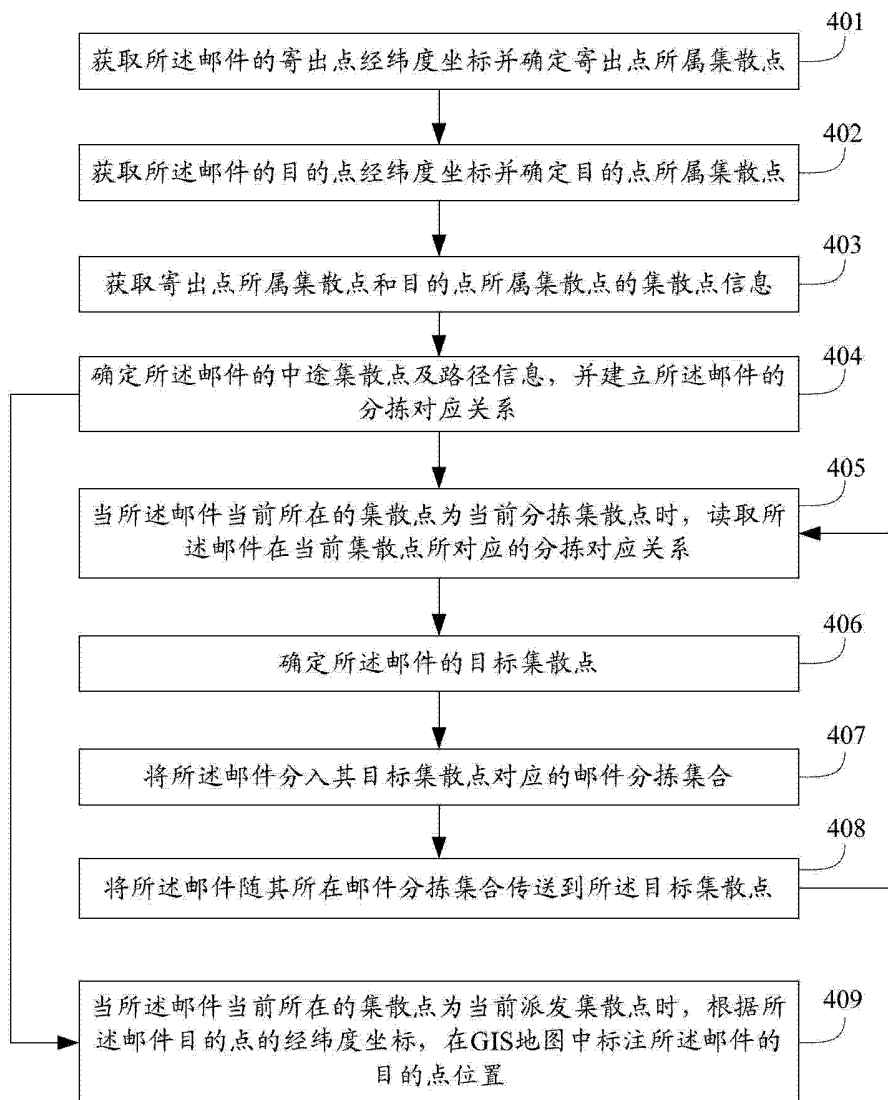 401
获取所述邮件的寄出点经纬度坐标并确定寄出点所属集散点
402
获取所述邮件的目的点经纬度坐标并确定目的点所属集散点
403
获取寄出点所属集散点和目的点所属集散点的集散点信息
404
确定所述邮件的中途集散点及路径信息，并建立所述邮件的
分拣对应关系
405
当所述邮件当前所在的集散点为当前分拣集散点时，读取所
述邮件在当前集散点所对应的分拣对应关系
406
确定所述邮件的目标集散点
407
将所述邮件分入其目标集散点对应的邮件分拣集合
408
将所述邮件随其所在邮件分拣集合传送到所述目标集散点
409
当所述邮件当前所在的集散点为当前派发集散点时，根据所
述邮件目的点的经纬度坐标，在GIS地图中标注所述邮件的
目的点位置